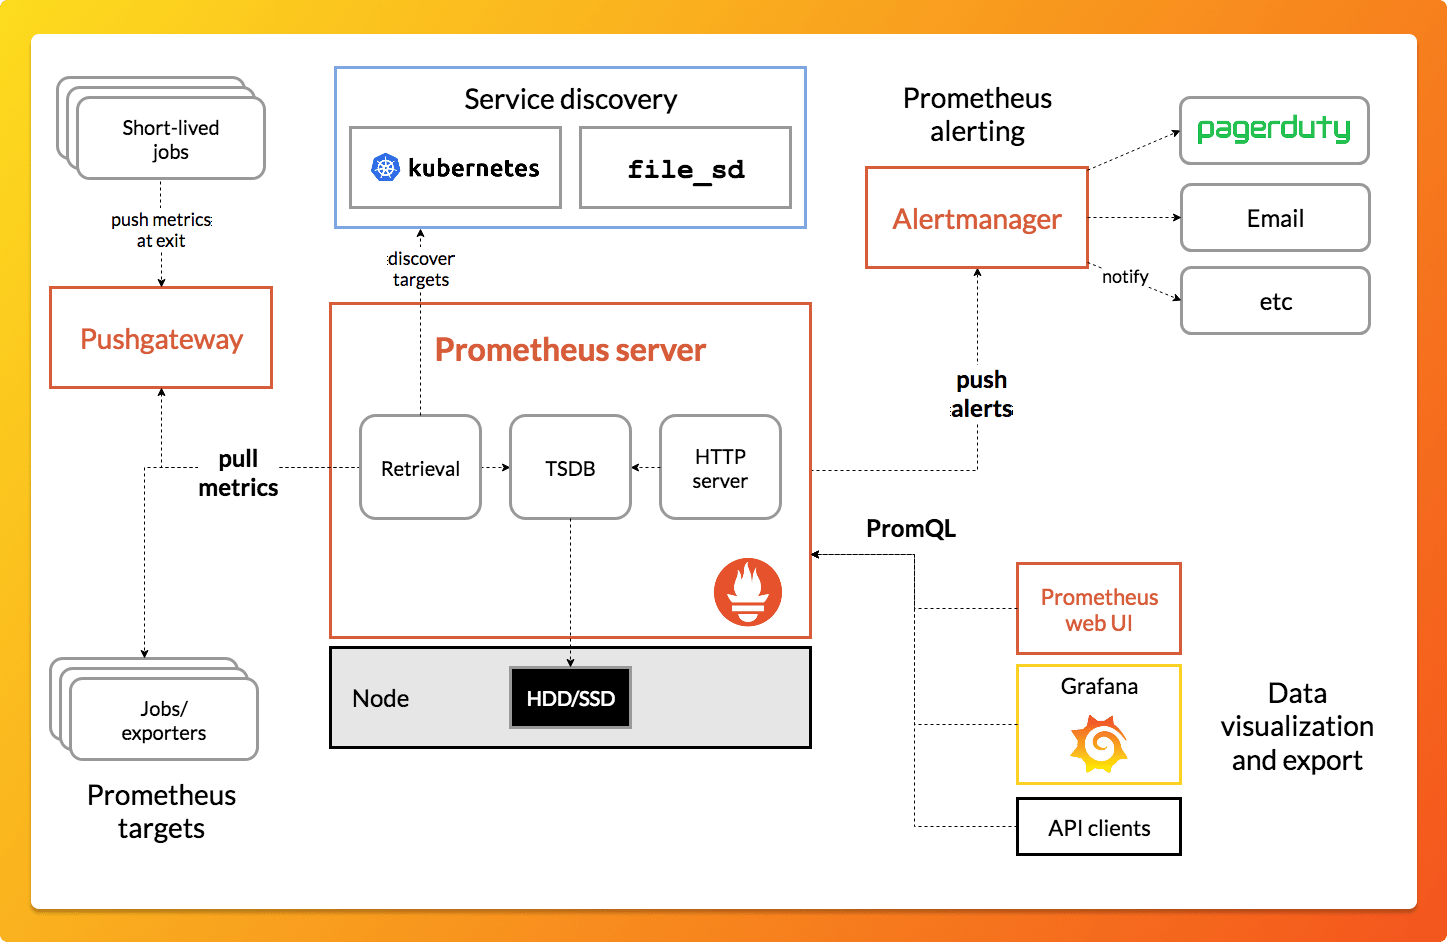 Short-lived
jobs
push metrics
at exit
Pushgateway
pull
metrics
Jobs/
exporters
Prometheus
targets
Service discovery
kubernetes
file_sd
discover
targets
Prometheus server
Retrieval
TSDB
HTTP
server
Node
HDD/SSD
Prometheus
alerting
Alertmanager
pagerduty
Email
notify
etc
push
alerts
PromQL
Prometheus
web UI
Grafana
API clients
Data
visualization
and export